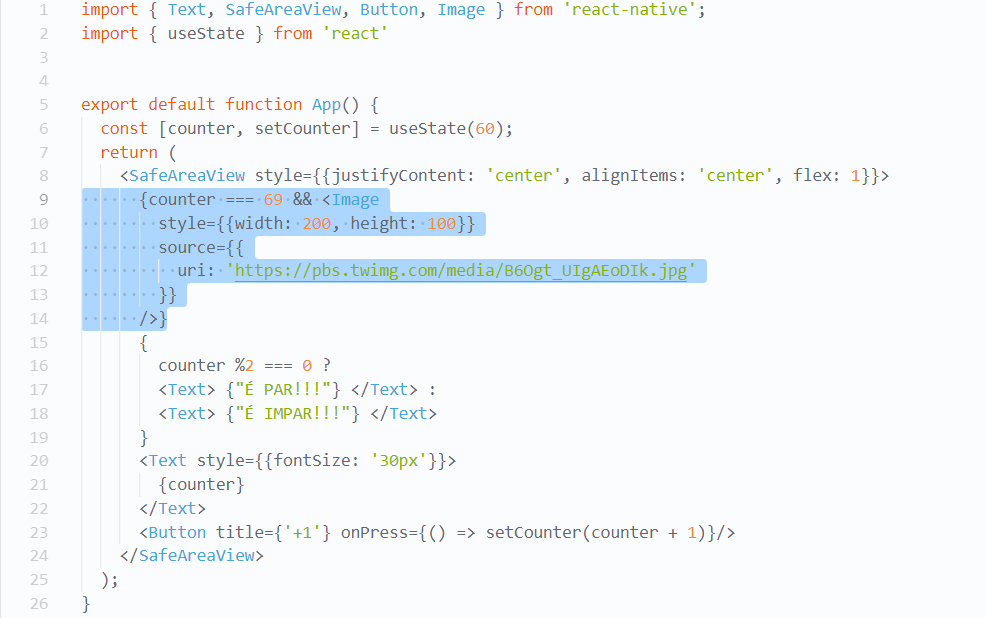 1 import { Text, SafeAreaView, Button, Image } from 'react-native';
2 import { useState } from 'react'
3
4
5 export default function App() {
6   const [counter, setCounter] = useState(60);
7   return (
8     <SafeAreaView style={{justifyContent: 'center', alignItems: 'center', flex: 1}}>
9       {counter === 69 && <Image
10         style={{width: 200, height: 100}}
11         source={{
12           uri: 'https://pbs.twimg.com/media/B6Ogt_UIgAEoDIk.jpg'
13         }}
14       />}
15       {
16         counter %2 === 0 ?
17         <Text> {"É PAR!!!"} </Text> :
18         <Text> {"É IMPAR!!!"} </Text>
19       }
20       <Text style={{fontSize: '30px'}}>
21         {counter}
22       </Text>
23       <Button title={'+1'} onPress={() => setCounter(counter + 1)}/>
24     </SafeAreaView>
25   );
26 }